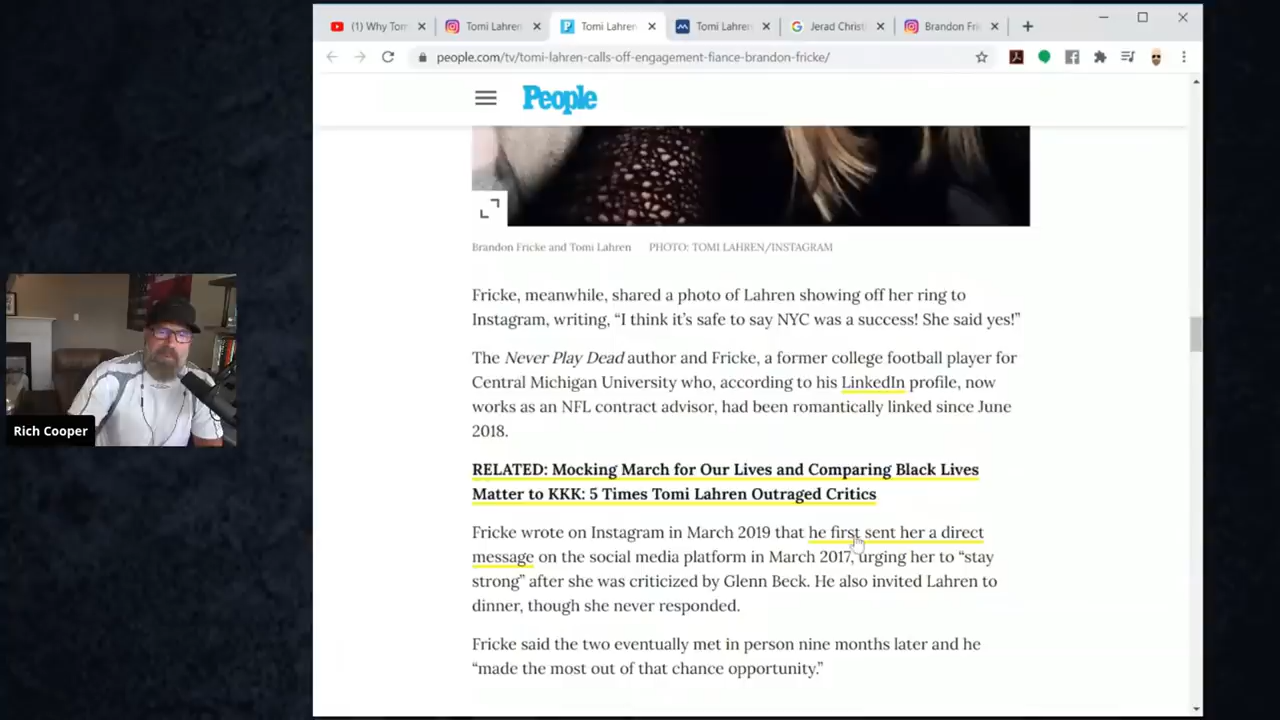 (1) Why Tom
Tomi Lahren
Tomi Lahren
Tomi Lahren
Jerad Christ
Brandon Fri
people.com/tv/tomi-lahren-calls-off-engagement-fiance-brandon-fricke/
People
Brandon Fricke and Tomi Lahren PHOTO: TOMI LAHREN/INSTAGRAM
Fricke, meanwhile, shared a photo of Lahren showing off her ring to
Instagram, writing, “I think it’s safe to say NYC was a success! She said yes!”
The Never Play Dead author and Fricke, a former college football player for
Central Michigan University who, according to his LinkedIn profile, now
works as an NFL contract advisor, had been romantically linked since June
2018.
RELATED: Mocking March for Our Lives and Comparing Black Lives
Matter to KKK: 5 Times Tomi Lahren Outraged Critics
Fricke wrote on Instagram in March 2019 that he first sent her a direct
message on the social media platform in March 2017, urging her to “stay
strong” after she was criticized by Glenn Beck. He also invited Lahren to
dinner, though she never responded.
Fricke said the two eventually met in person nine months later and he
“made the most out of that chance opportunity.”
Rich Cooper